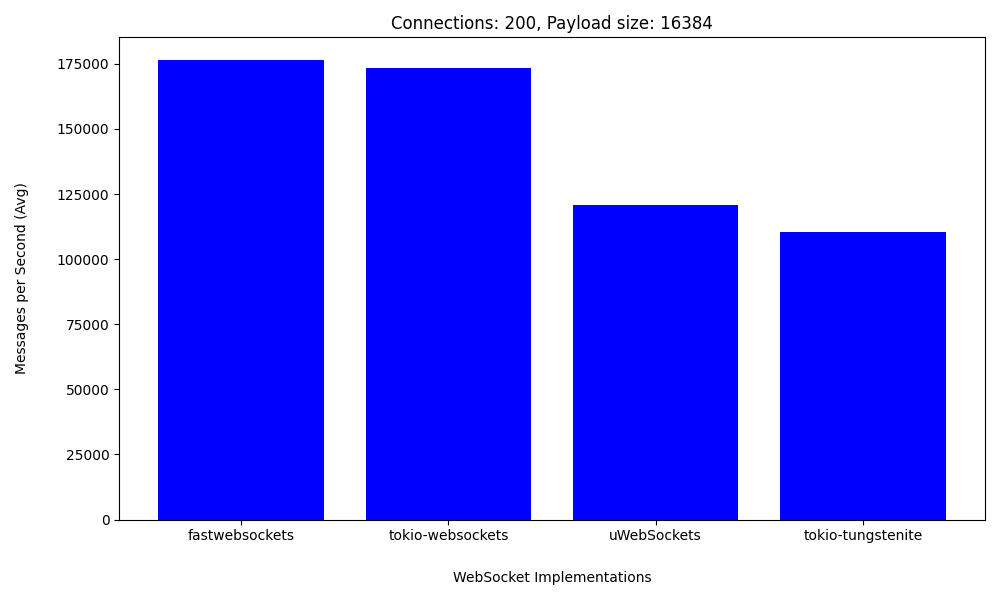 Connections: 200, Payload size: 16384
Messages per Second (Avg)
175000
150000
125000
100000
75000
50000
25000
0
fastwebsockets
tokio-websockets
uWebSockets
tokio-tungstenite
WebSocket Implementations